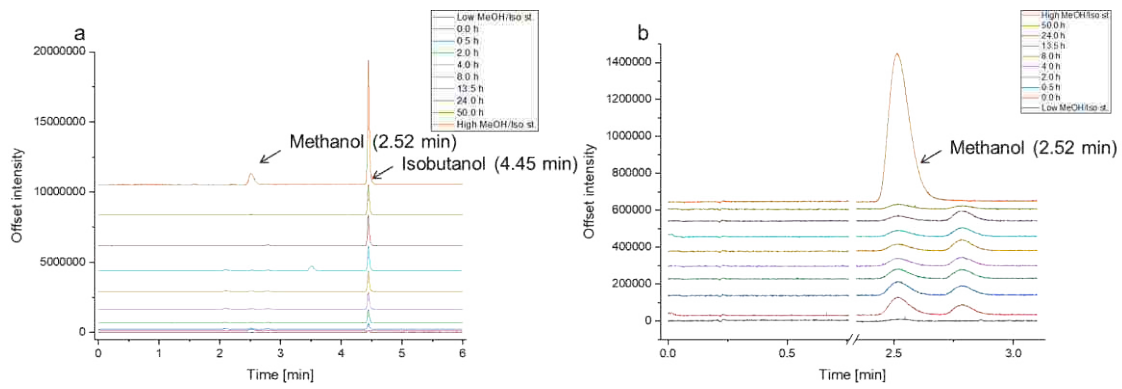 a
Low MeOH/Iso st.
0.0 h
0.5 h
2.0 h
4.0 h
8.0 h
13.5 h
24.0 h
50.0 h
High MeOH/Iso st.
Methanol (2.52 min)
Isobutanol (4.45 min)
Offset intensity
20000000
15000000
10000000
5000000
0
0 1 2 3 4 5 6
Time [min]
b
High MeOH/Iso st.
50.0 h
24.0 h
13.5 h
8.0 h
4.0 h
2.0 h
0.5 h
0.0 h
Low MeOH/Iso st.
Methanol (2.52 min)
Offset intensity
1400000
1200000
1000000
800000
600000
400000
200000
0
0.0 0.5 2.5 3.0
Time [min]